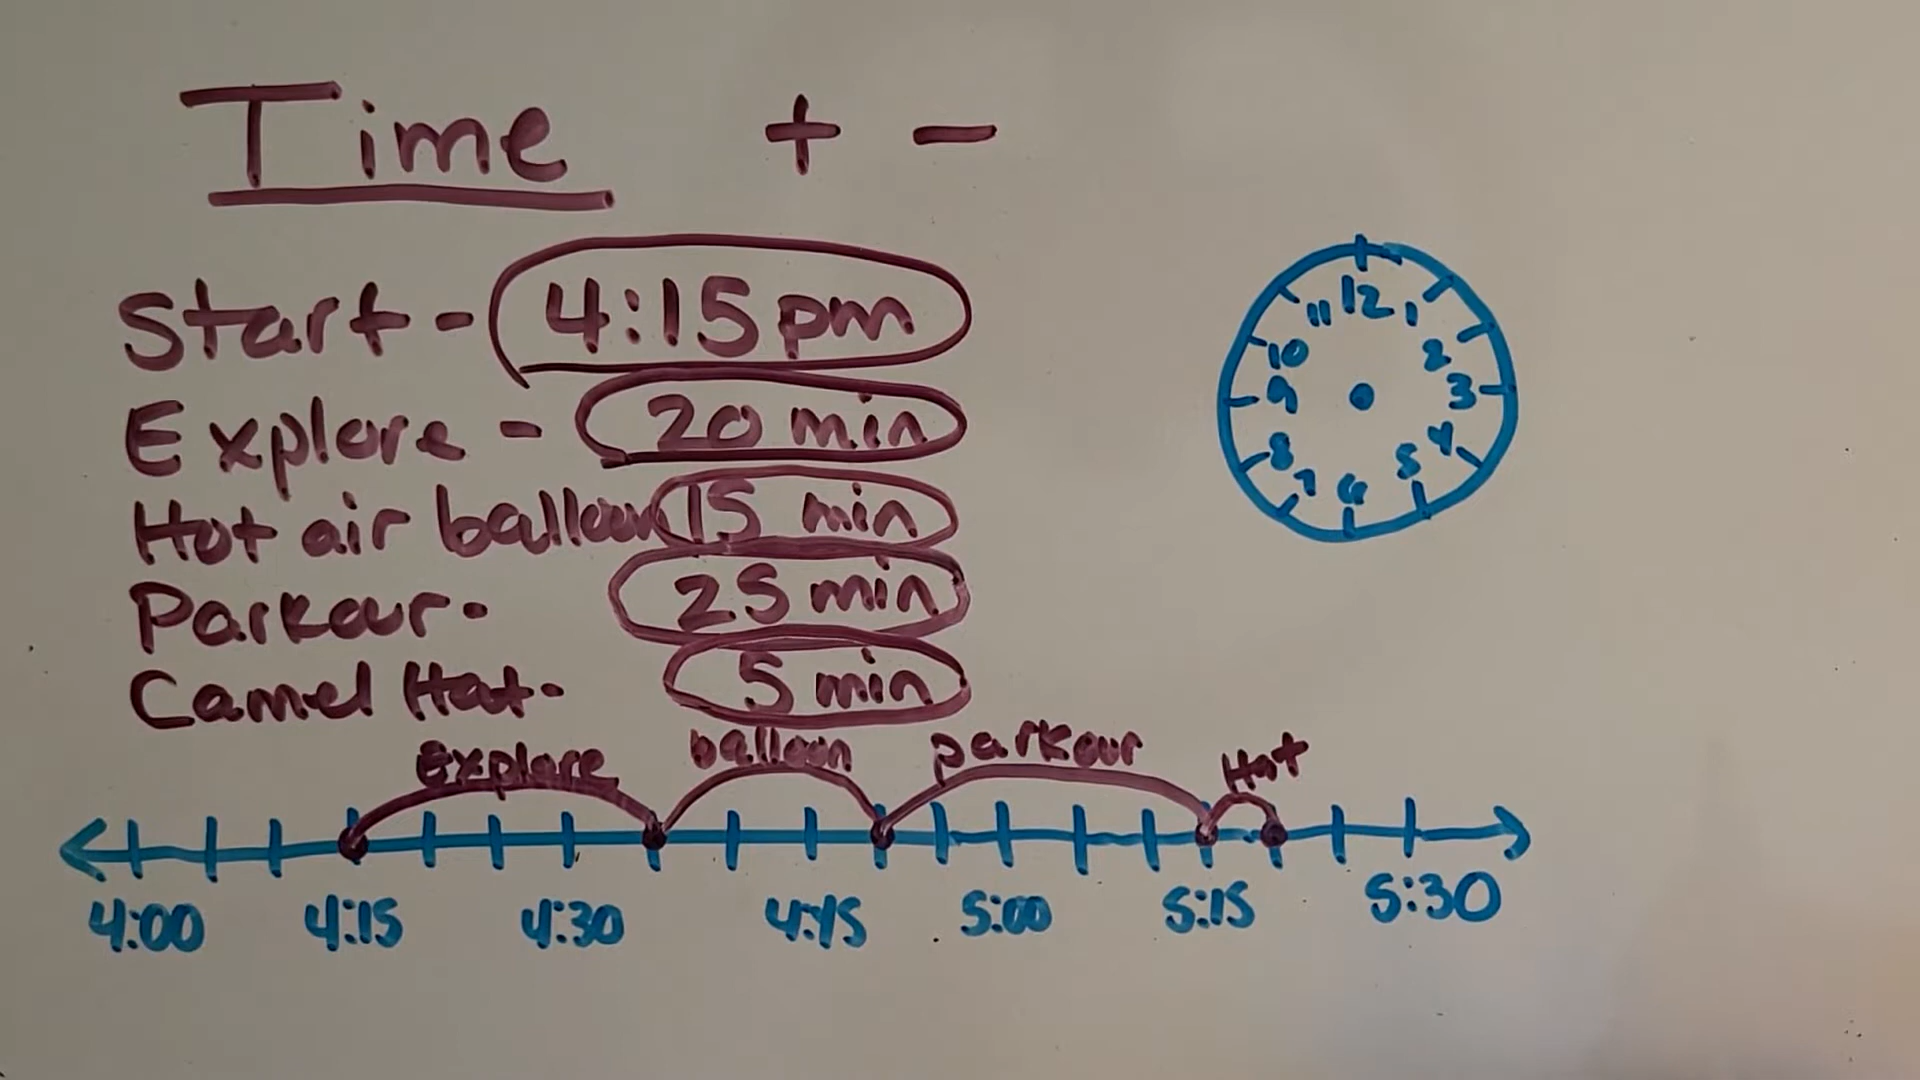 Time + -
Start - 4:15 pm
Explore - 20 min
Hot air balloon 15 min
Parkour - 25 min
Camel Hat - 5 min
Explore balloon parkour Hat
4:00 4:15 4:30 4:45 5:00 5:15 5:30
12
1
2
3
4
5
6
7
8
9
10
11